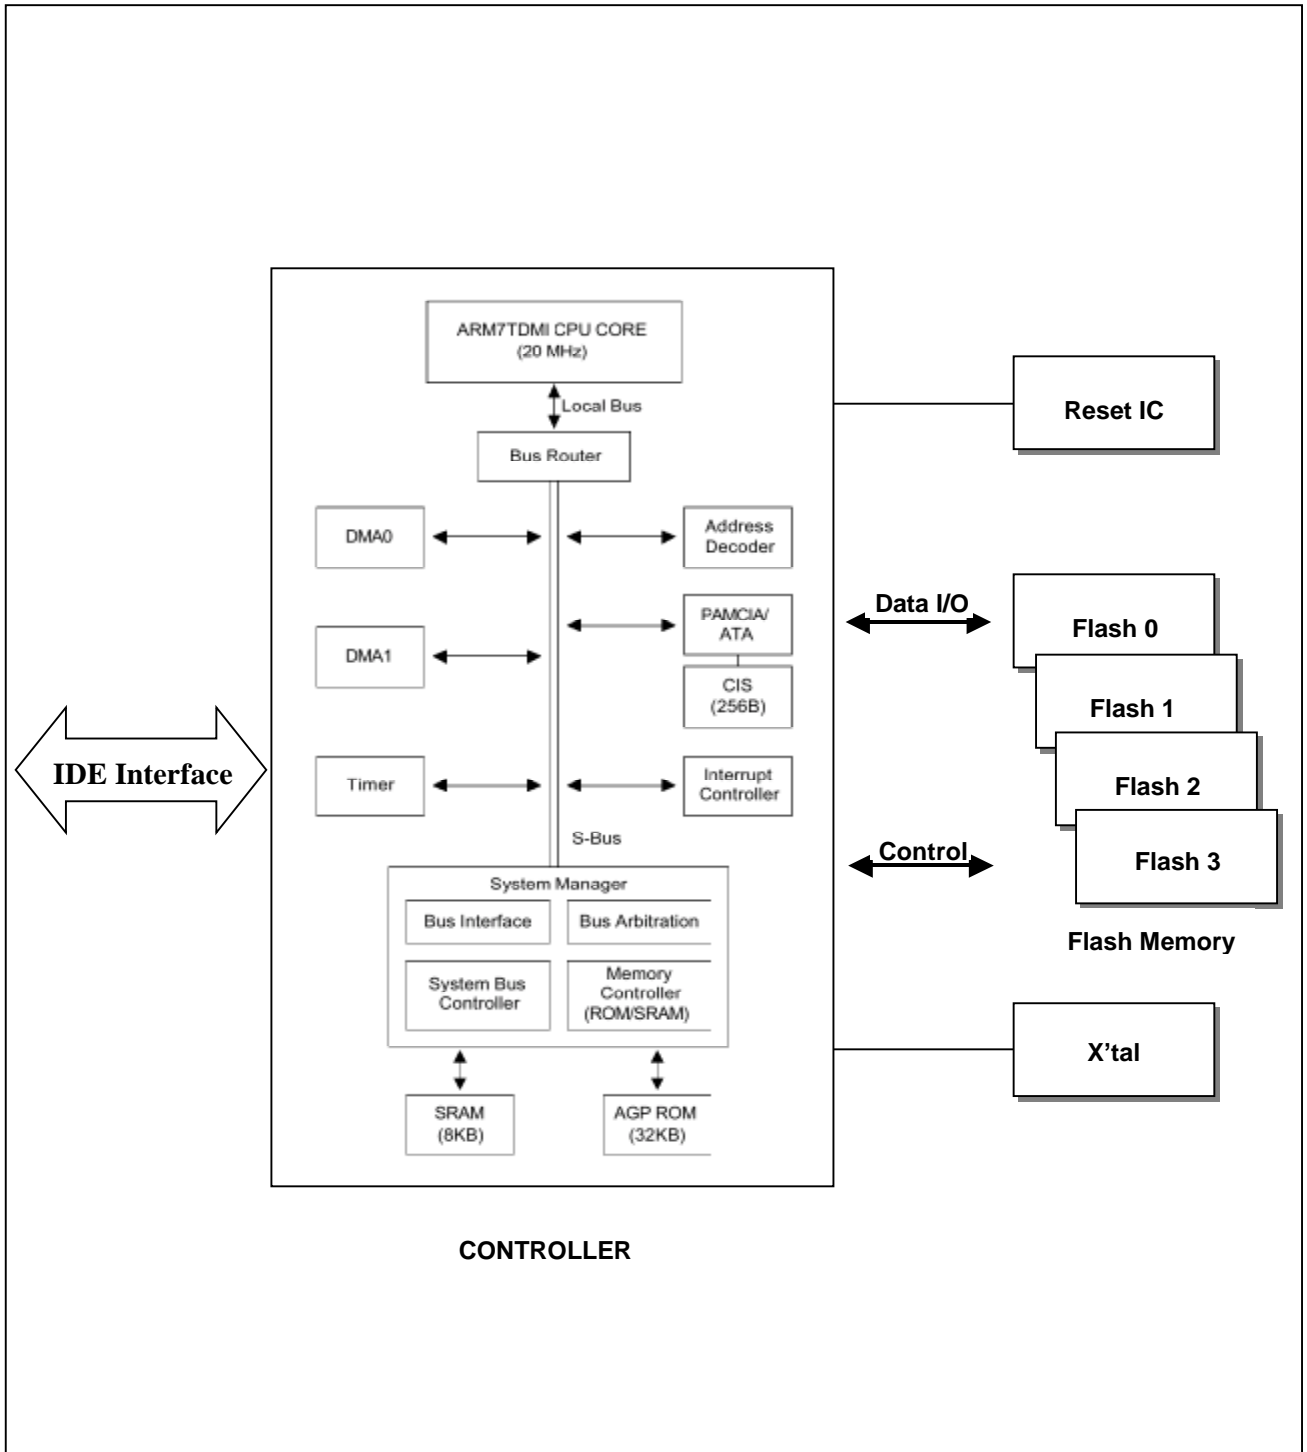 ARM7TDMI CPU CORE
(20 MHz)
Local Bus
Bus Router
DMA0
Address
Decoder
PAMCIA/
ATA
DMA1
CIS
(256B)
Timer
Interrupt
Controller
S-Bus
System Manager
Bus Interface
Bus Arbitration
System Bus
Controller
Memory
Controller
(ROM/SRAM)
SRAM
(8KB)
AGP ROM
(32KB)
CONTROLLER
IDE Interface
Reset IC
Data I/O
Flash 0
Flash 1
Flash 2
Flash 3
Control
Flash Memory
X’tal